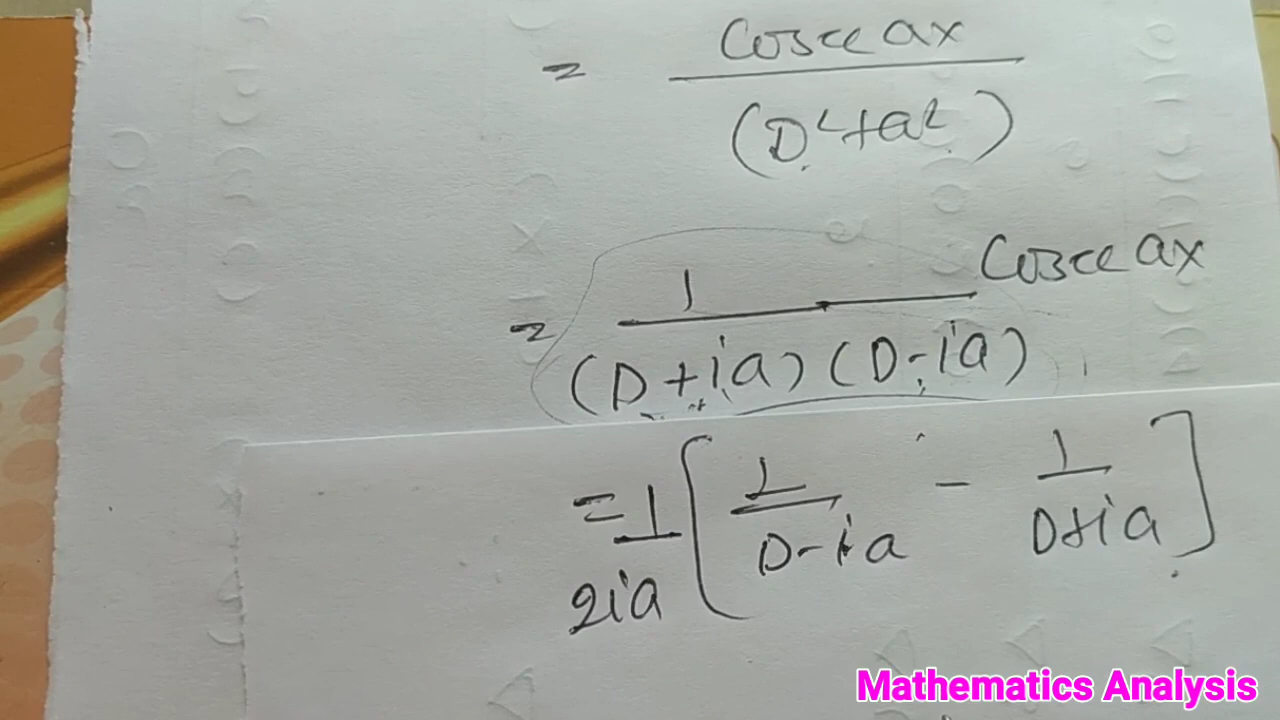 = cosec ax / (D²+a²)
= 1 / (D+ia)(D-ia) cosec ax
= 1/2ia [ 1/D-ia - 1/D+ia ]
Mathematics Analysis